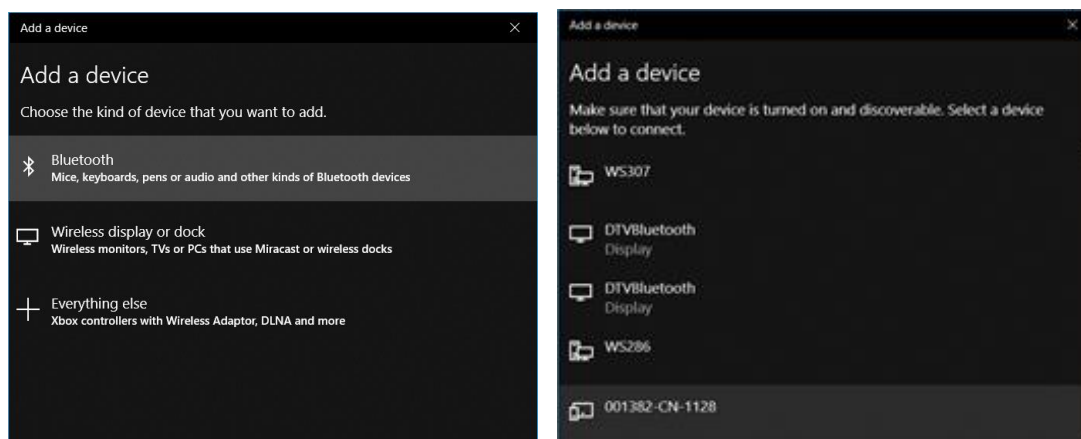 Add a device
Add a device
Choose the kind of device that you want to add.
Bluetooth
Mice, keyboards, pens or audio and other kinds of Bluetooth devices
Wireless display or dock
Wireless monitors, TVs or PCs that use Miracast or wireless docks
Everything else
Xbox controllers with Wireless Adaptor, DLNA and more
Add a device
Add a device
Make sure that your device is turned on and discoverable. Select a device
below to connect.
WS307
DTVBluetooth
Display
DTVBluetooth
Display
WS286
001382-CN-1128